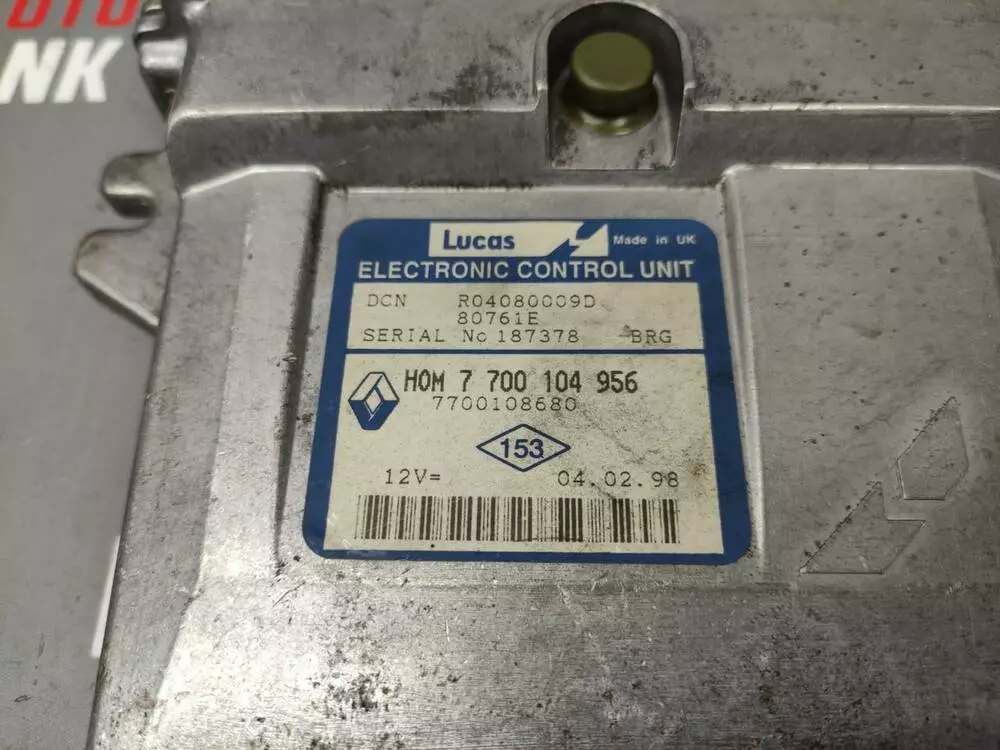 NK
Lucas
Made in UK
ELECTRONIC CONTROL UNIT
DCN R04080009D
80761E
SERIAL No 187378 BRG
HOM 7 700 104 956
7700108680
153
12V= 04.02.98